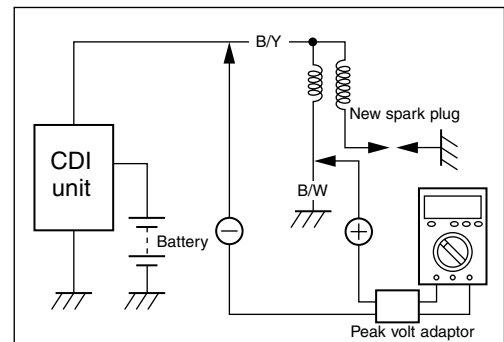 B/Y
New spark plug
CDI
unit
B/W
Battery
−
+
Peak volt adaptor